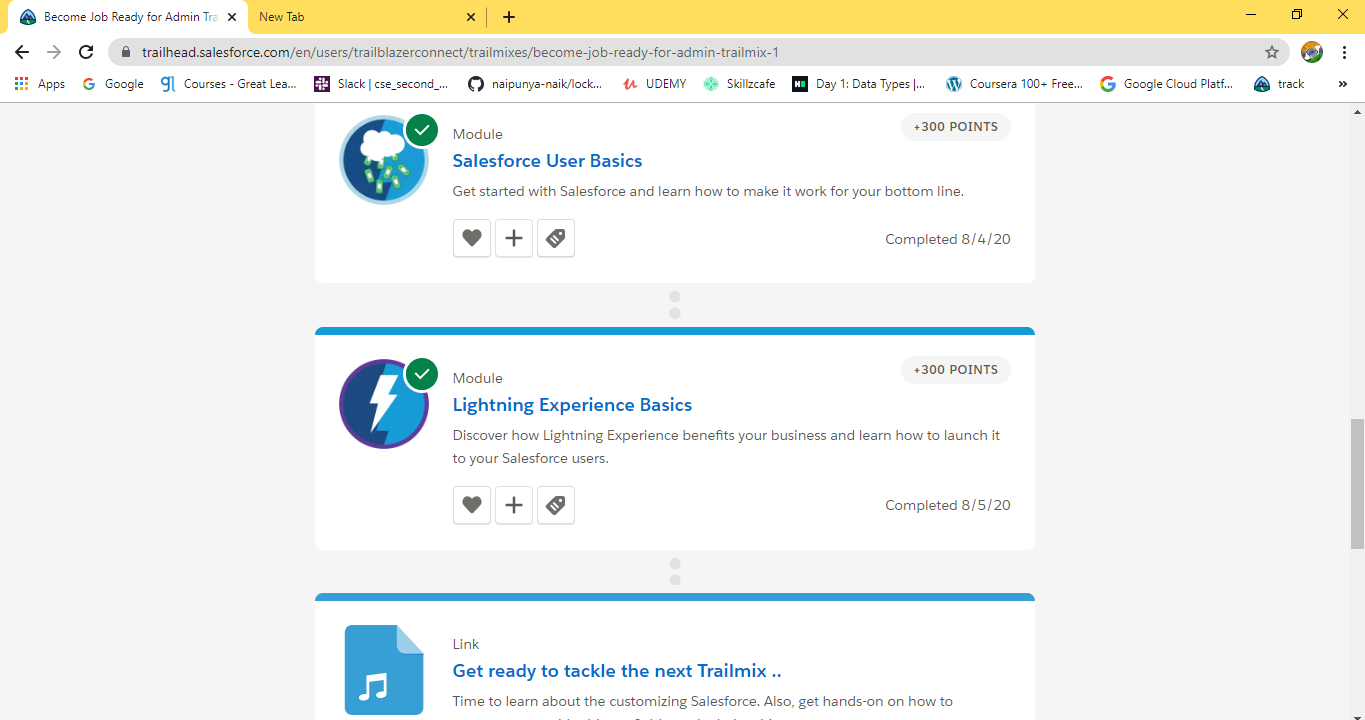 Become Job Ready for Admin Tra
New Tab
trailhead.salesforce.com/en/users/trailblazerconnect/trailmixes/become-job-ready-for-admin-trailmix-1
Apps
Google
Courses - Great Lea...
Slack | cse_second_...
naipunya-naik/lock...
UDEMY
Skillzcafe
Day 1: Data Types |...
Coursera 100+ Free...
Google Cloud Platf...
track
»
Module
+300 POINTS
Salesforce User Basics
Get started with Salesforce and learn how to make it work for your bottom line.
Completed 8/4/20
Module
+300 POINTS
Lightning Experience Basics
Discover how Lightning Experience benefits your business and learn how to launch it
to your Salesforce users.
Completed 8/5/20
Link
Get ready to tackle the next Trailmix ..
Time to learn about the customizing Salesforce. Also, get hands-on on how to